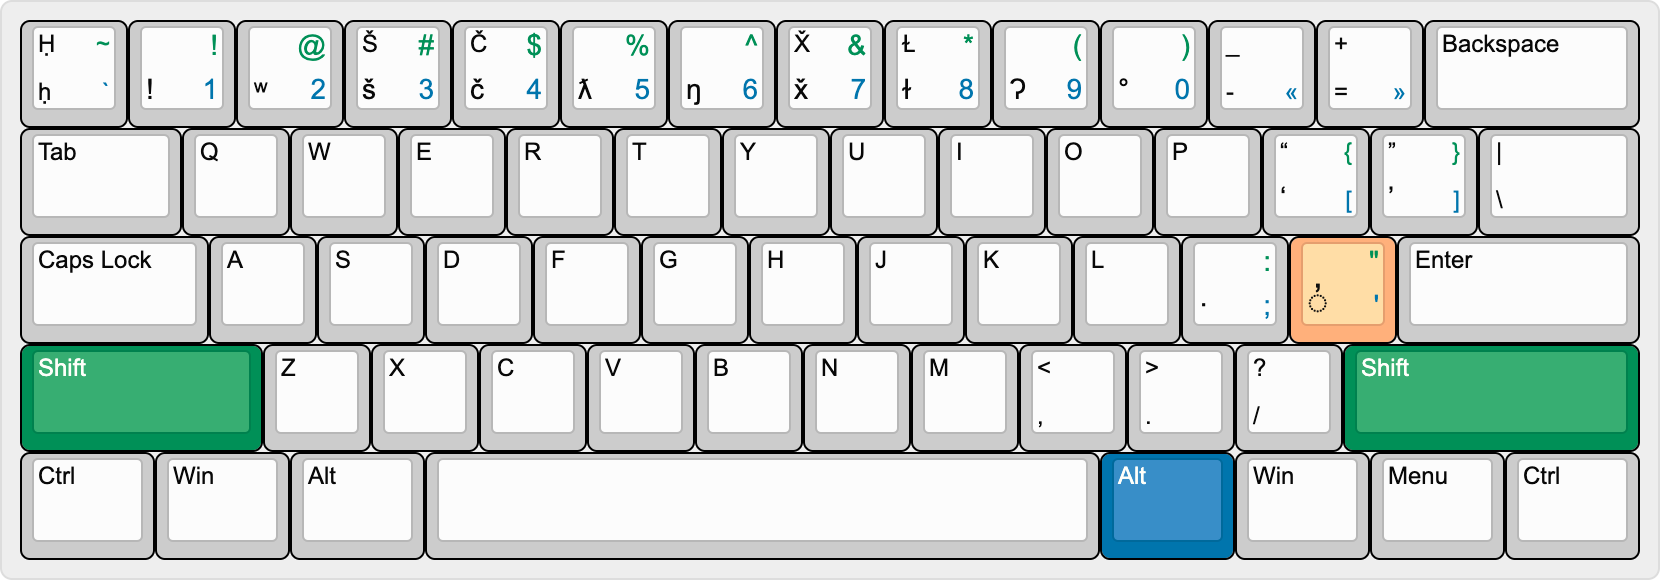 Ḥ ~ ! @ Š # Č $ % ^ X̌ & Ł * ( ) _ + Backspace
ḥ ` ! 1 ʷ 2 š 3 č 4 ƛ 5 ŋ 6 x̌ 7 ɫ 8 ʔ 9 ° 0 - « = »
Tab Q W E R T Y U I O P “ { ” } |
‘ [ ’ ] \
Caps Lock A S D F G H J K L : " Enter
. ; ◌̓ '
Shift Z X C V B N M < > ? Shift
, . /
Ctrl Win Alt Alt Win Menu Ctrl